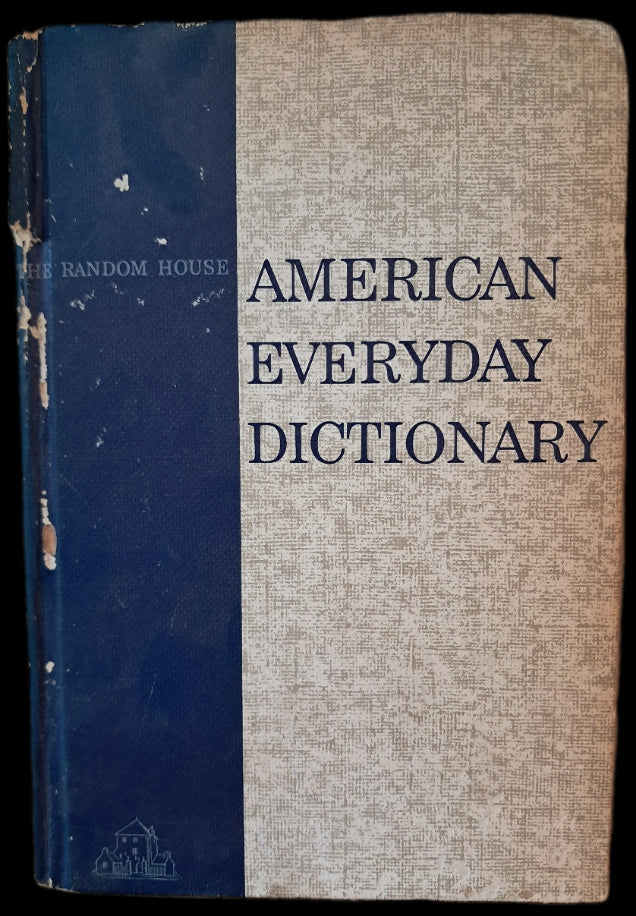 THE RANDOM HOUSE AMERICAN
EVERYDAY
DICTIONARY